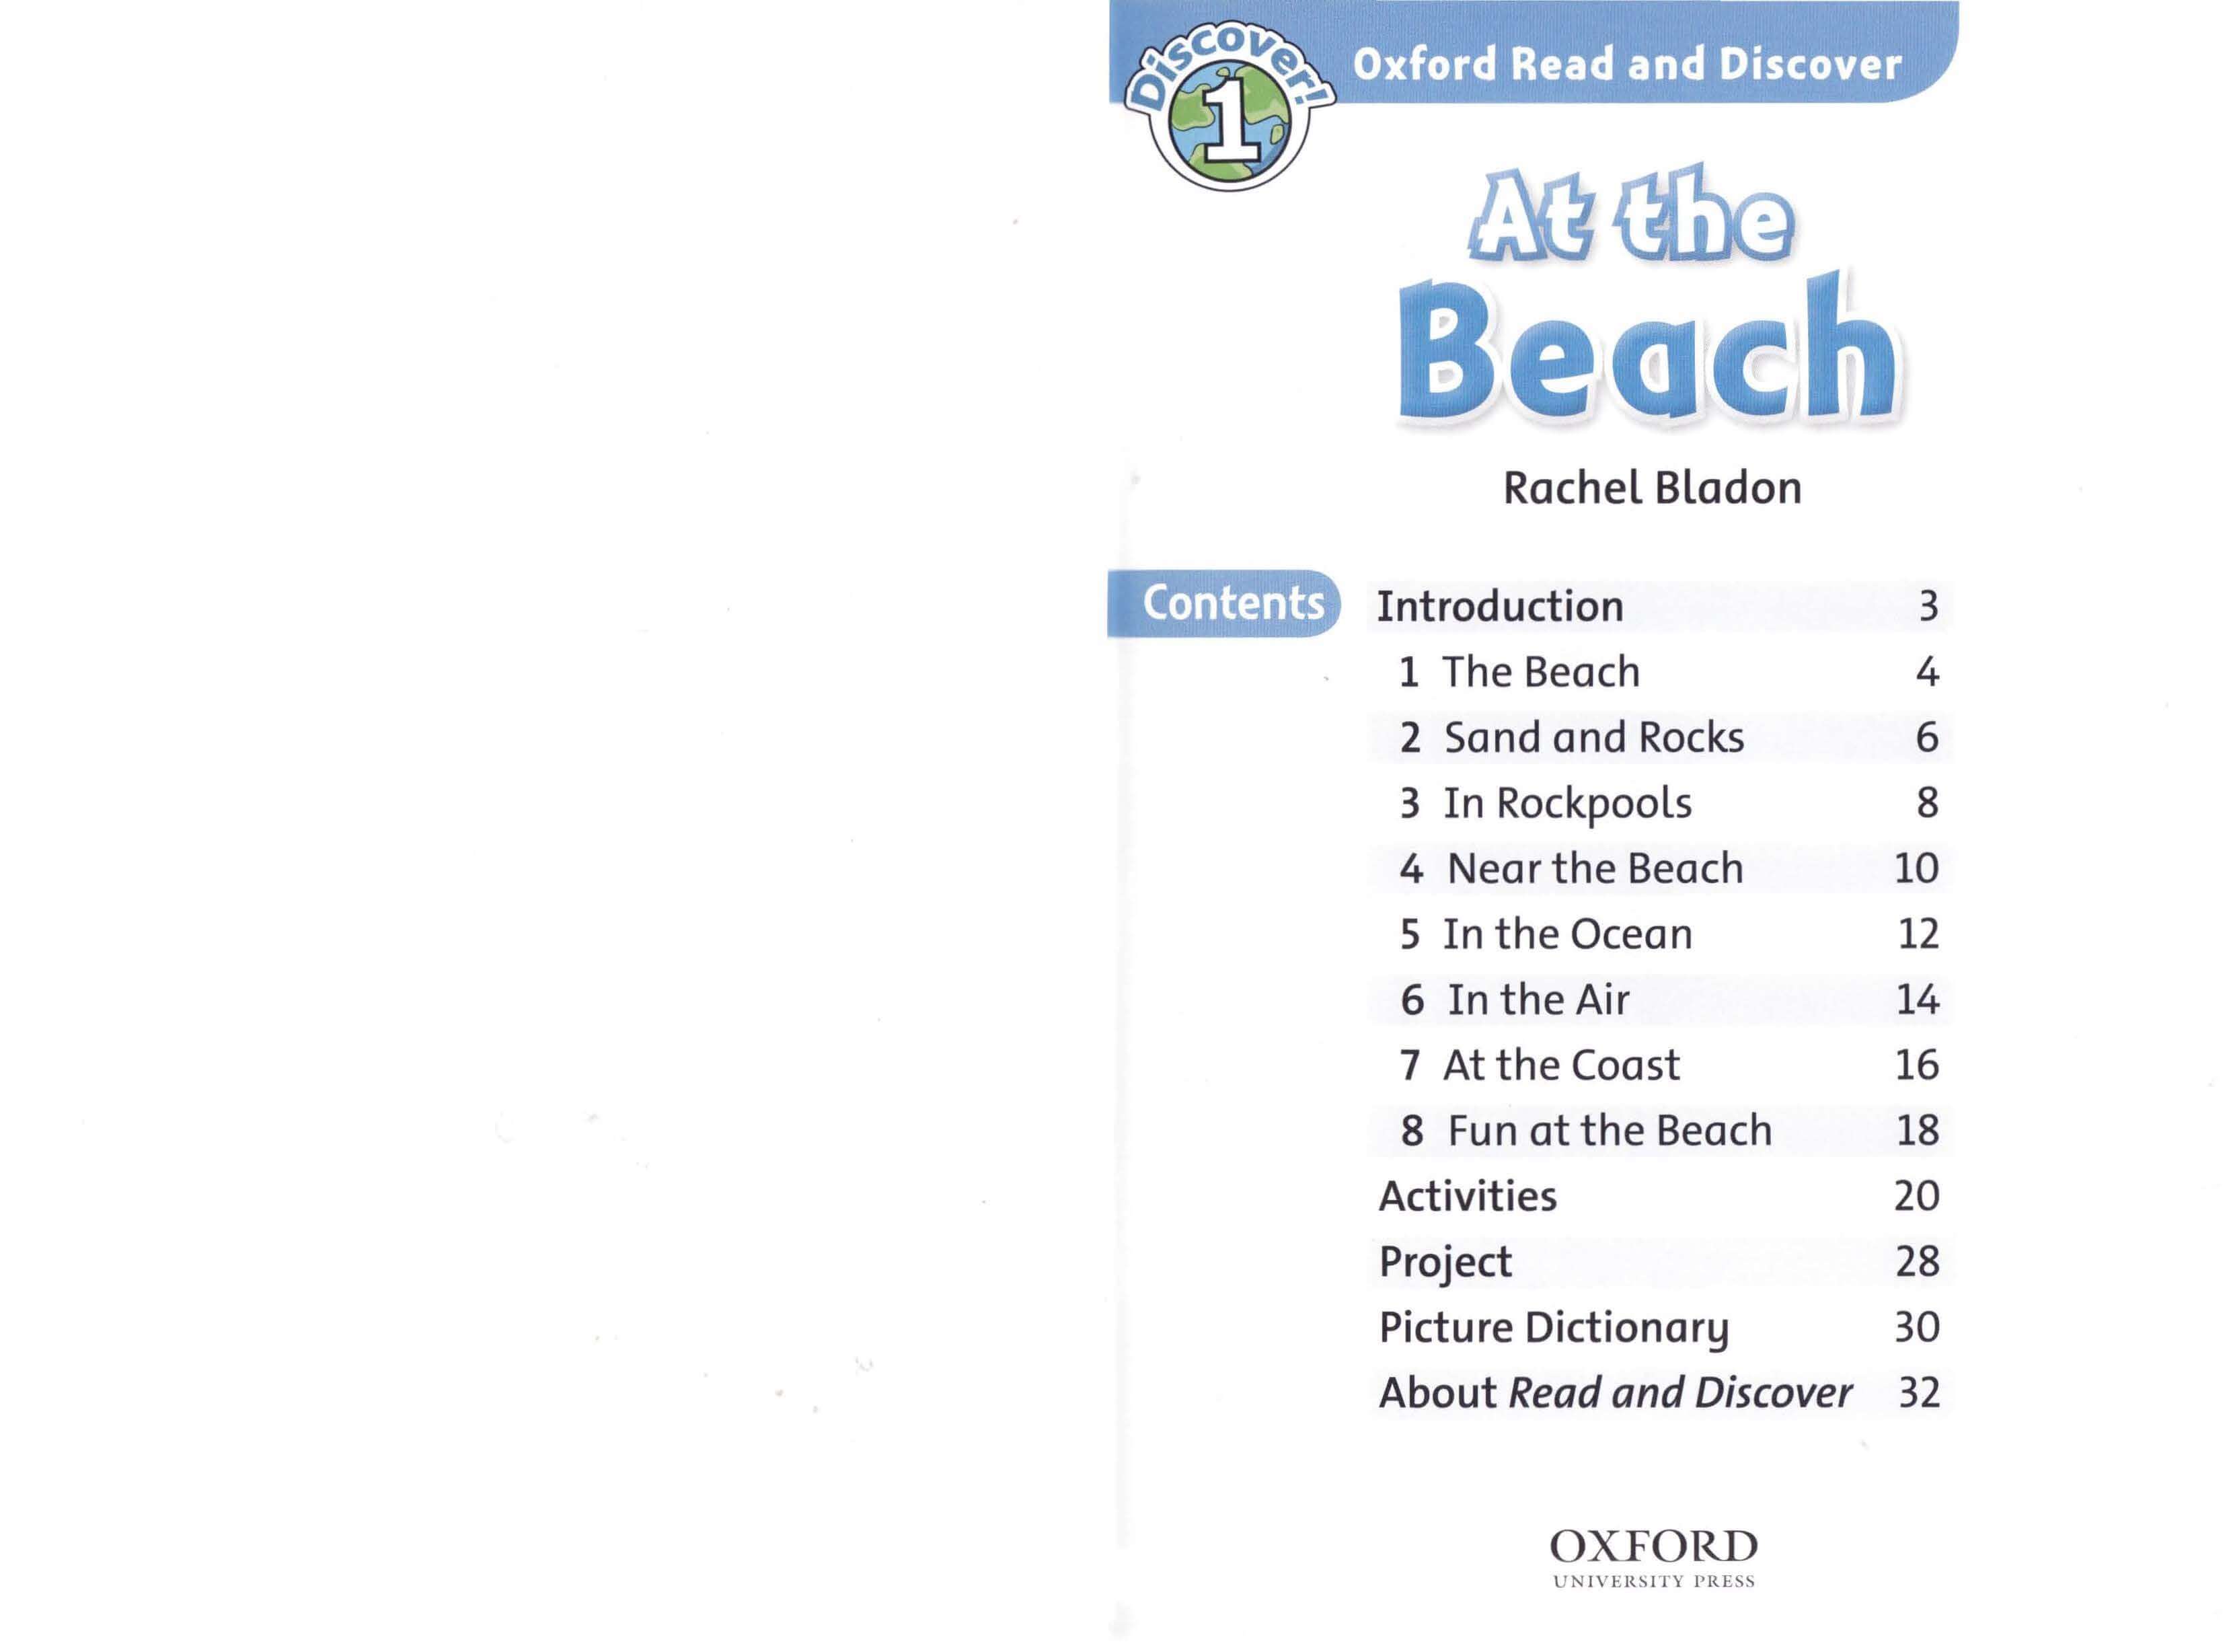 Discover!
1
Oxford Read and Discover
At the
Beach
Rachel Bladon
Contents
Introduction 3
1 The Beach 4
2 Sand and Rocks 6
3 In Rockpools 8
4 Near the Beach 10
5 In the Ocean 12
6 In the Air 14
7 At the Coast 16
8 Fun at the Beach 18
Activities 20
Project 28
Picture Dictionary 30
About Read and Discover 32
OXFORD
UNIVERSITY PRESS